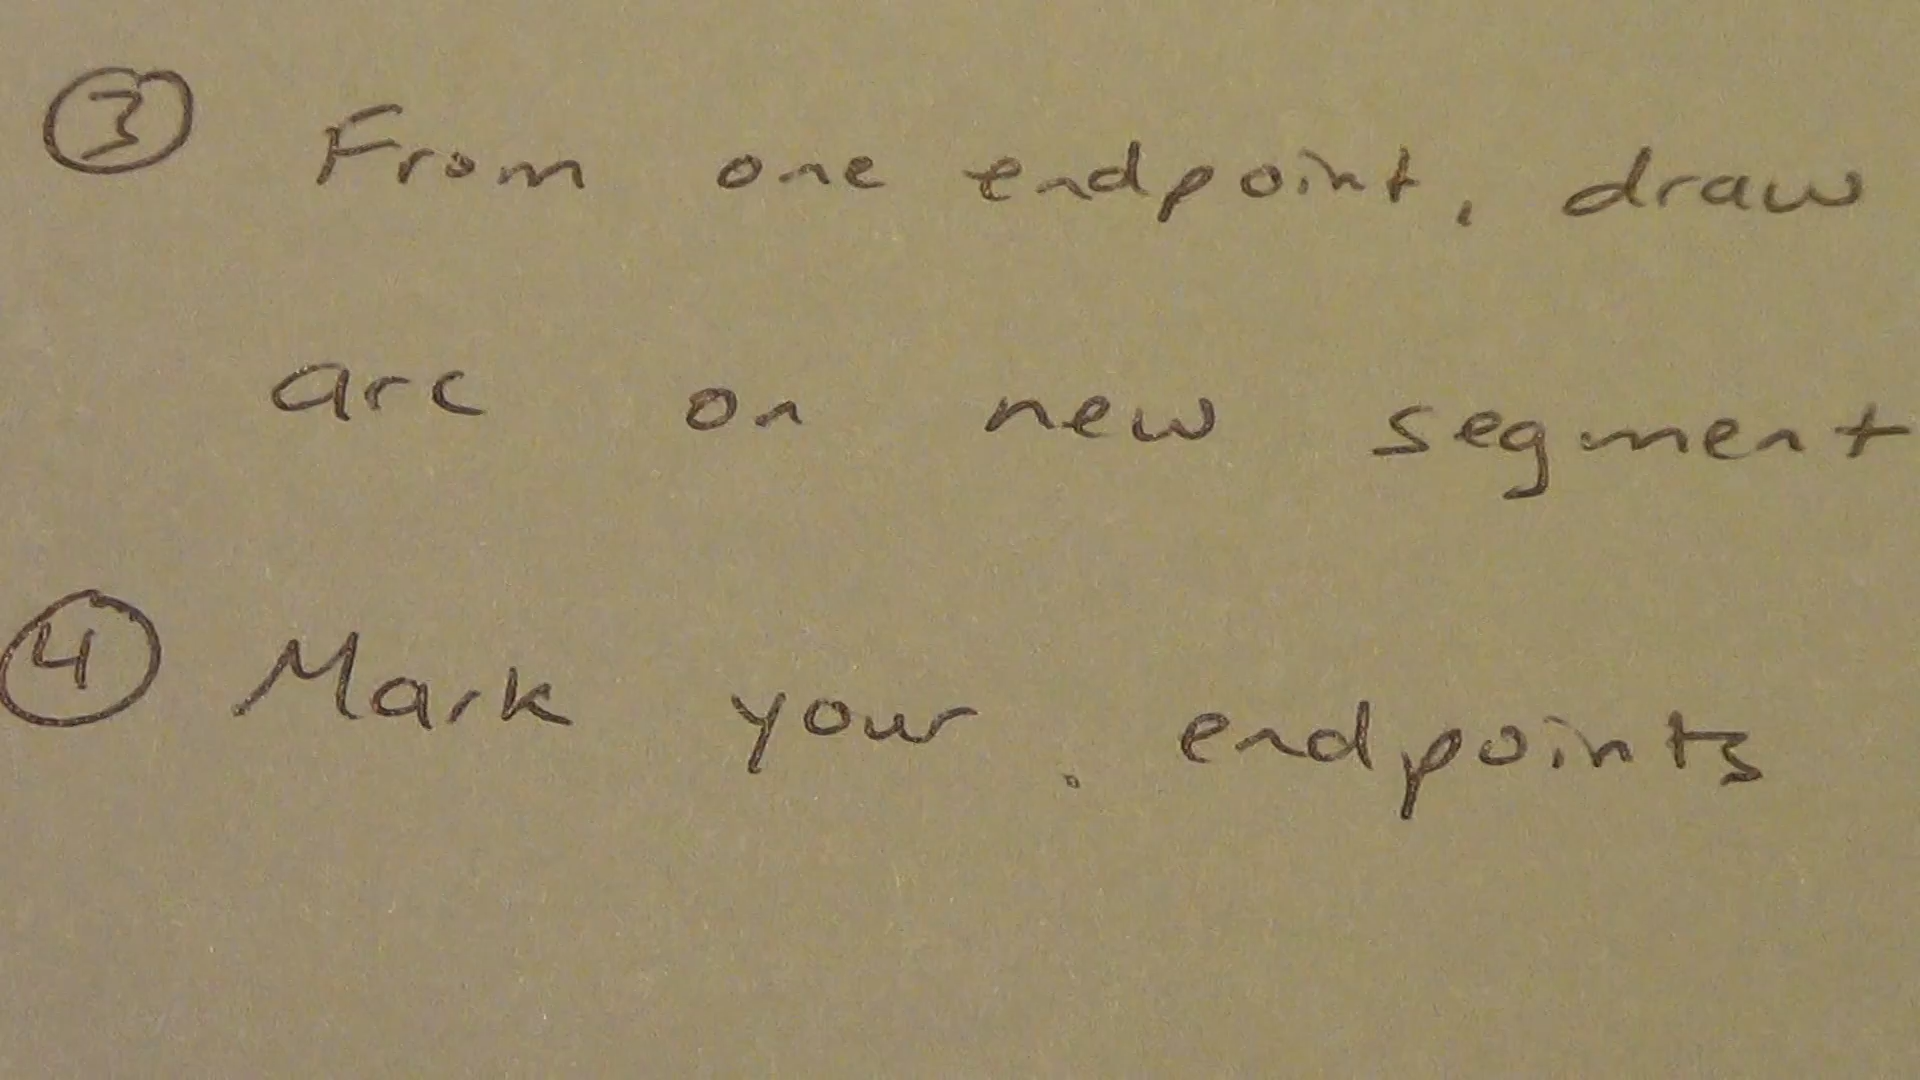 ③ From one endpoint, draw
arc on new segment
④ Mark your endpoints